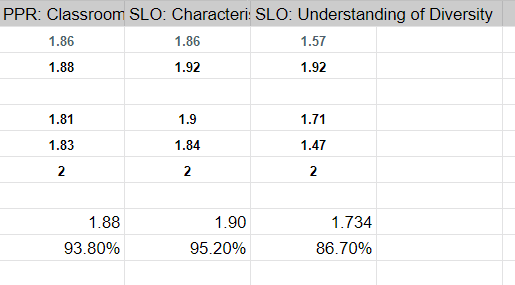 PPR: Classroom SLO: Characteri SLO: Understanding of Diversity
1.86 1.86 1.57
1.88 1.92 1.92
1.81 1.9 1.71
1.83 1.84 1.47
2 2 2
1.88 1.90 1.734
93.80% 95.20% 86.70%